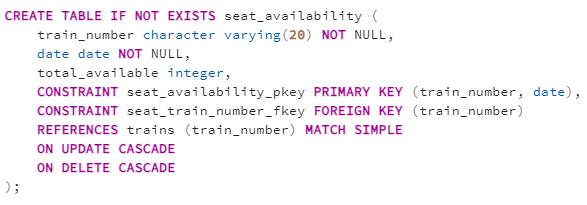 CREATE TABLE IF NOT EXISTS seat_availability (
    train_number character varying(20) NOT NULL,
    date date NOT NULL,
    total_available integer,
    CONSTRAINT seat_availability_pkey PRIMARY KEY (train_number, date),
    CONSTRAINT seat_train_number_fkey FOREIGN KEY (train_number)
    REFERENCES trains (train_number) MATCH SIMPLE
    ON UPDATE CASCADE
    ON DELETE CASCADE
);